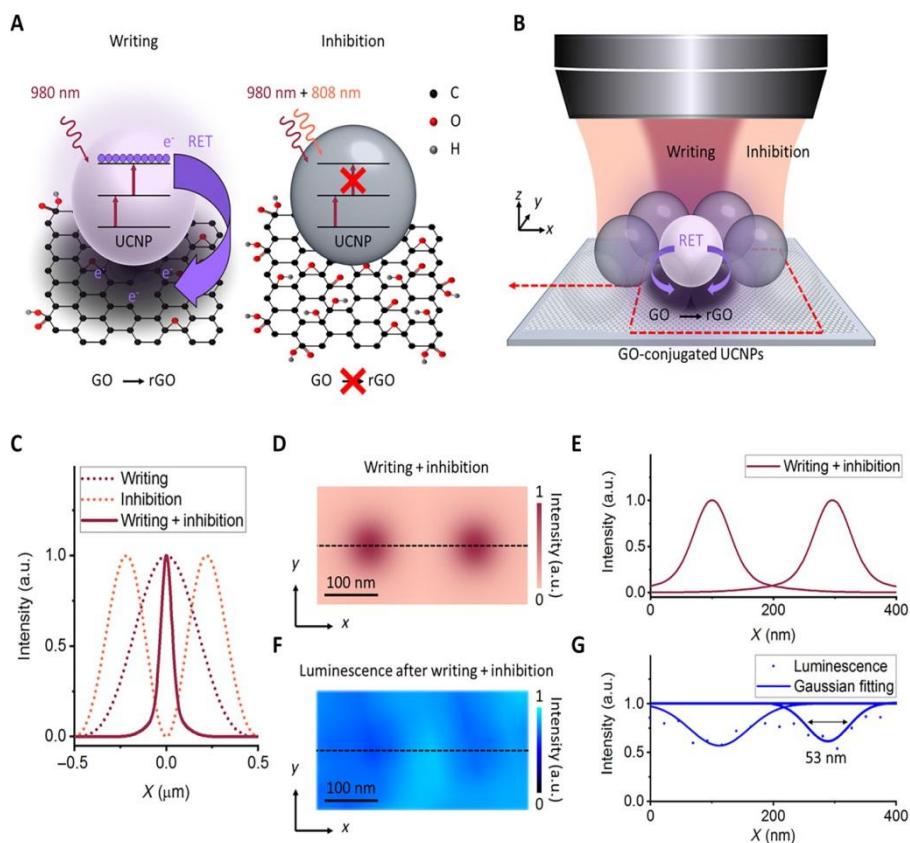 A
Writing
Inhibition
980 nm
e-
RET
UCNP
e-
e-
e-
e-
GO → rGO
980 nm + 808 nm
C
O
H
UCNP
GO → rGO
B
Writing
Inhibition
z
y
x
RET
GO → rGO
GO-conjugated UCNPs
C
Writing
Inhibition
Writing + inhibition
Intensity (a.u.)
1.0
0.5
0.0
−0.5
0.0
0.5
X (μm)
D
Writing + inhibition
y
x
100 nm
1
0
Intensity (a.u.)
E
Writing + inhibition
Intensity (a.u.)
1.0
0.5
0.0
0
200
400
X (nm)
F
Luminescence after writing + inhibition
y
x
100 nm
1
0
Intensity (a.u.)
G
Luminescence
Gaussian fitting
Intensity (a.u.)
1.0
0.5
0.0
53 nm
0
200
400
X (nm)